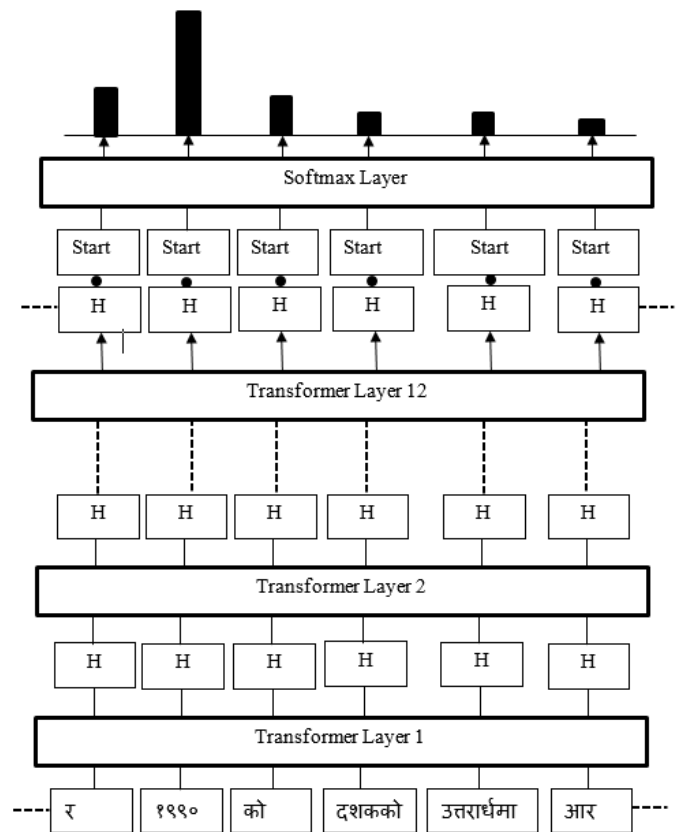 Softmax Layer
Start Start Start Start Start Start
H H H H H H
Transformer Layer 12
H H H H H H
Transformer Layer 2
H H H H H H
Transformer Layer 1
र १९९० को दशकको उत्तरार्धमा आर